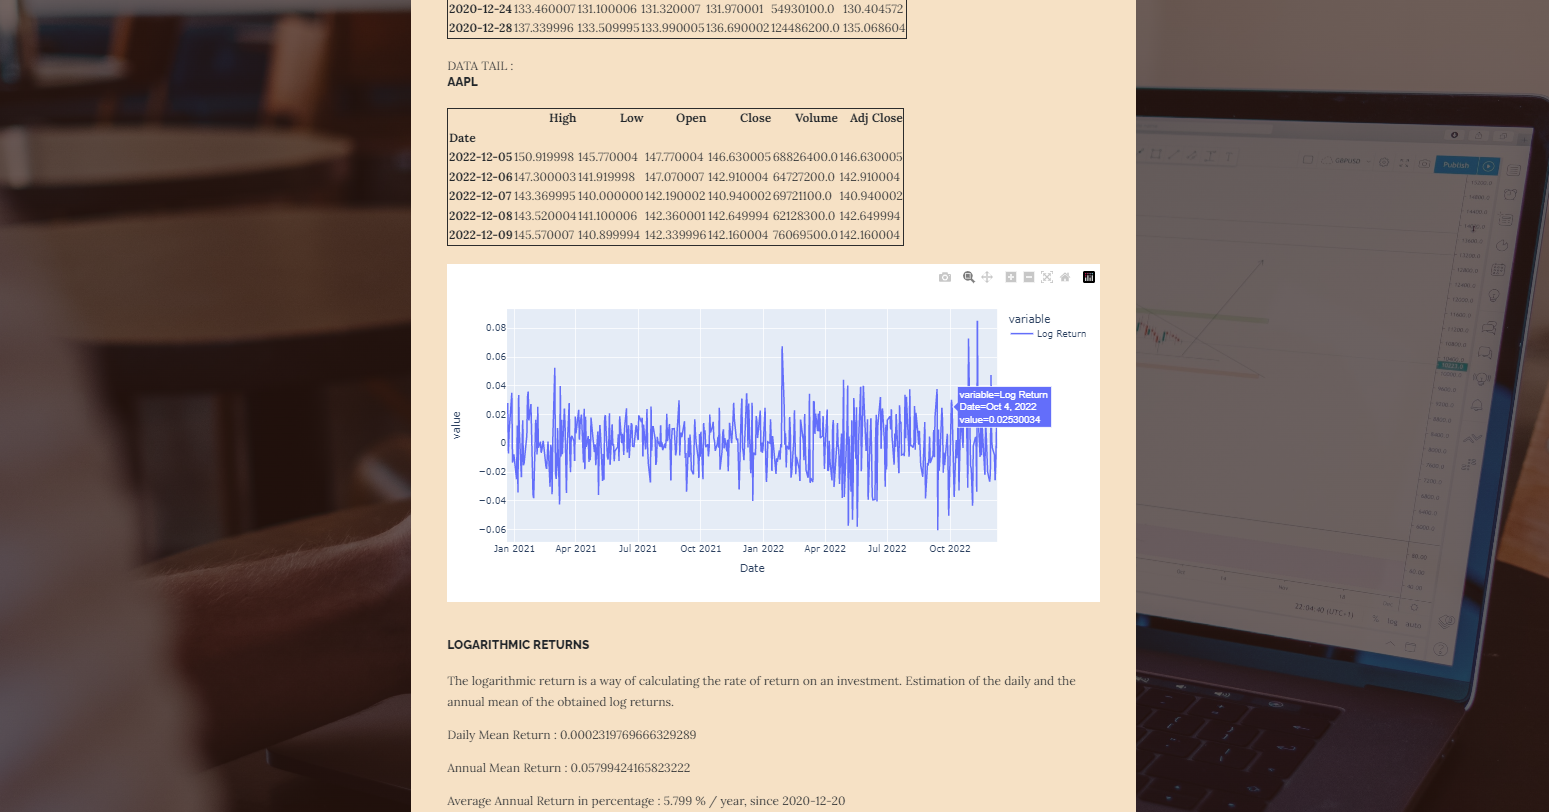 2020-12-24 133.460007 131.100006 131.320007 131.970001 54930100.0 130.404572
2020-12-28 137.339996 133.509995 133.990005 136.690002 124486200.0 135.068604
DATA TAIL :
AAPL
High Low Open Close Volume Adj Close
Date
2022-12-05 150.919998 145.770004 147.770004 146.630005 68826400.0 146.630005
2022-12-06 147.300003 141.919998 147.070007 142.910004 64727200.0 142.910004
2022-12-07 143.369995 140.000000 142.190002 140.940002 69721100.0 140.940002
2022-12-08 143.520004 141.100006 142.360001 142.649994 62128300.0 142.649994
2022-12-09 145.570007 140.899994 142.339996 142.160004 76069500.0 142.160004
variable
Log Return
0.08
0.06
0.04
0.02
0
−0.02
−0.04
−0.06
value
variable=Log Return
Date=Oct 4, 2022
value=0.02530034
Jan 2021 Apr 2021 Jul 2021 Oct 2021 Jan 2022 Apr 2022 Jul 2022 Oct 2022
Date
LOGARITHMIC RETURNS
The logarithmic return is a way of calculating the rate of return on an investment. Estimation of the daily and the
annual mean of the obtained log returns.
Daily Mean Return : 0.0002319769666329289
Annual Mean Return : 0.05799424165823222
Average Annual Return in percentage : 5.799 % / year, since 2020-12-20
GBPUSD
Publish
22:54:40 (UTC+1)
% log auto